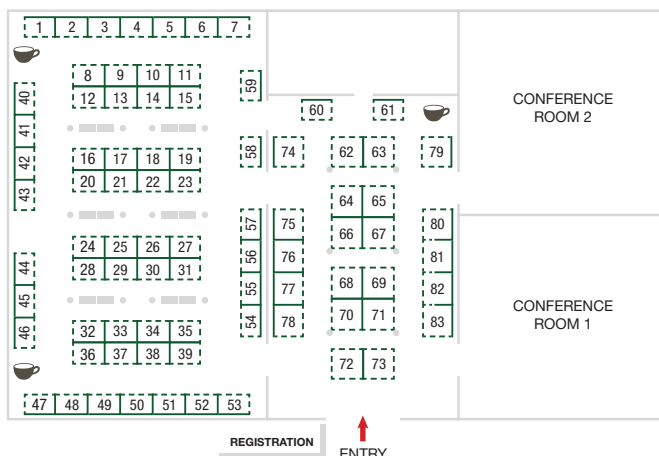 1 2 3 4 5 6 7
8 9 10 11
12 13 14 15
59
60 61
40
41
42
43
CONFERENCE
ROOM 2
16 17 18 19
20 21 22 23
58 74 62 63 79
64 65
66 67
57 75 80
56 76 81
55 77 82
54 78 83
24 25 26 27
28 29 30 31
44
45
46
68 69
70 71
CONFERENCE
ROOM 1
32 33 34 35
36 37 38 39
72 73
47 48 49 50 51 52 53
REGISTRATION
ENTRY